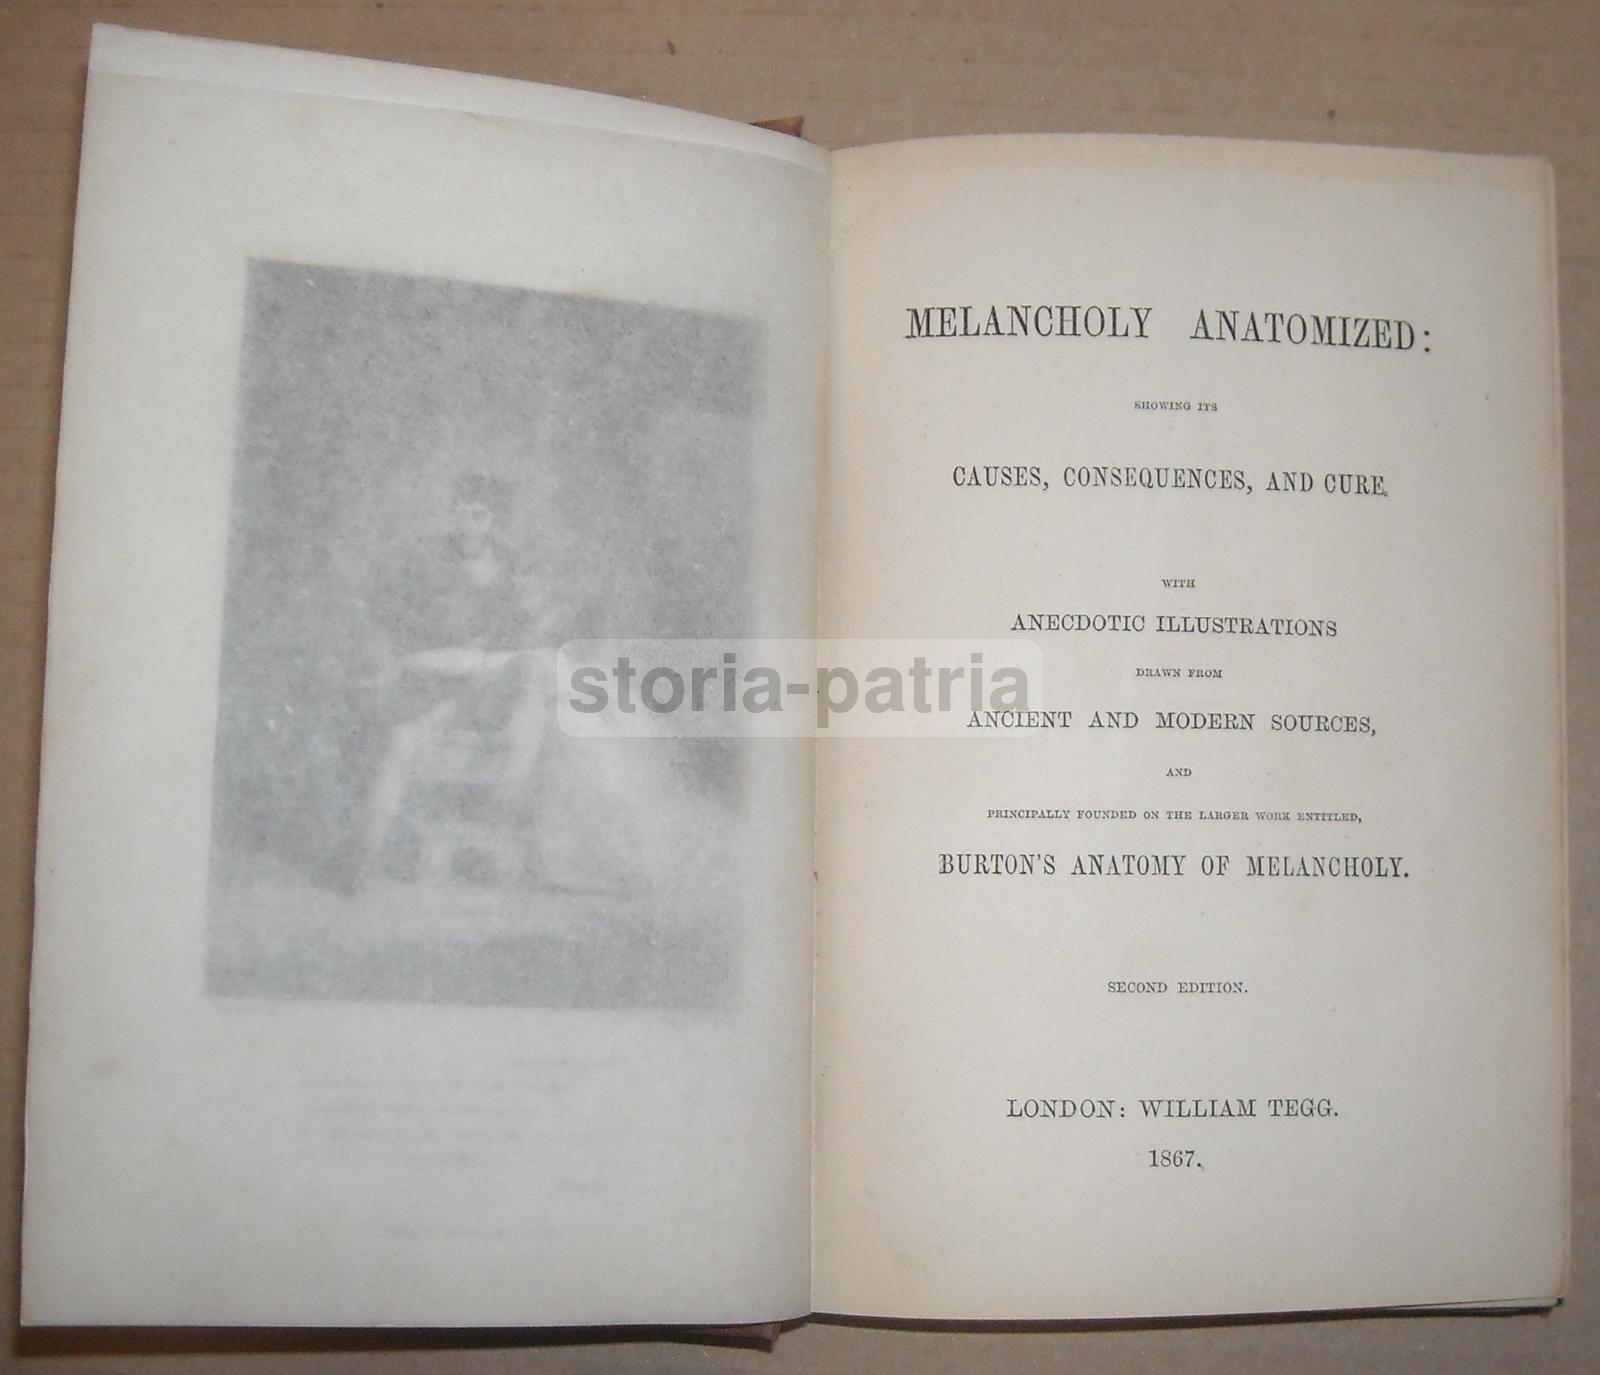 MELANCHOLY ANATOMIZED:
SHOWING ITS
CAUSES, CONSEQUENCES, AND CURE.
WITH
ANECDOTIC ILLUSTRATIONS
DRAWN FROM
storia-patria
ANCIENT AND MODERN SOURCES,
AND
PRINCIPALLY FOUNDED ON THE LARGER WORK ENTITLED,
BURTON'S ANATOMY OF MELANCHOLY.
SECOND EDITION.
LONDON: WILLIAM TEGG.
1867.